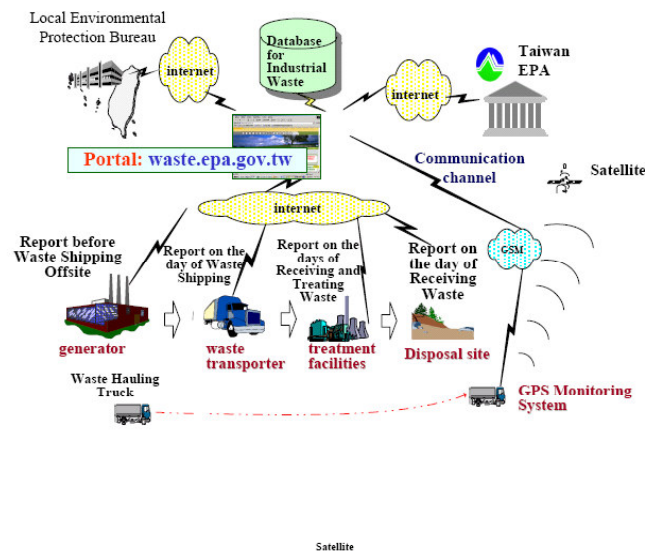 Local Environmental
Protection Bureau
internet
Database
for
Industrial
Waste
internet
Taiwan
EPA
Portal: waste.epa.gov.tw
Communication
channel
Satellite
internet
GSM
Report before
Waste Shipping
Offsite
Report on the
day of Waste
Shipping
Report on the
days of
Receiving and
Treating
Waste
Report on
the day of
Receiving
Waste
generator
waste
transporter
treatment
facilities
Disposal site
Waste Hauling
Truck
GPS Monitoring
System
Satellite